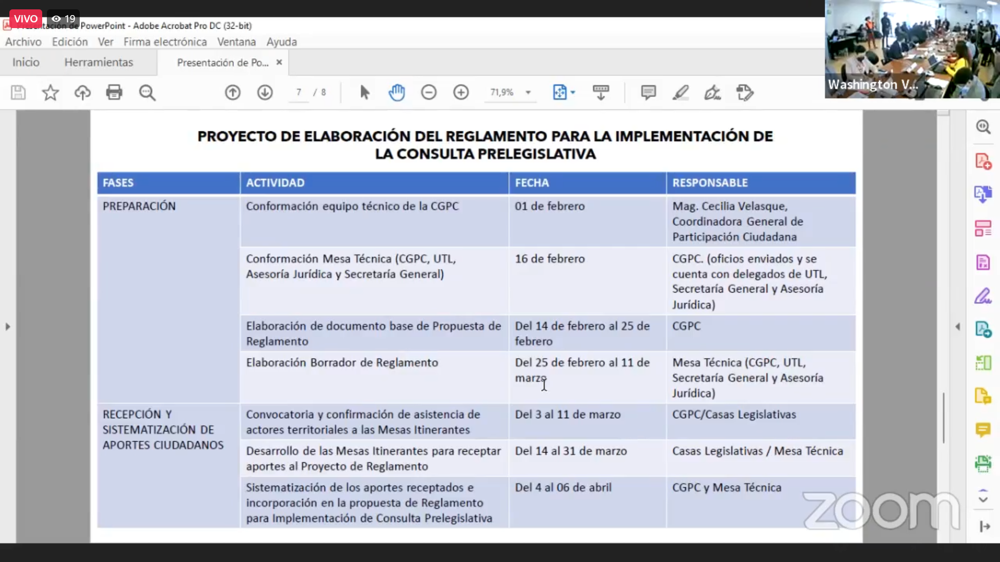 VIVO 19
Presentación de PowerPoint - Adobe Acrobat Pro DC (32-bit)
Archivo Edición Ver Firma electrónica Ventana Ayuda
Inicio Herramientas Presentación de Po... ×
7 / 8 71,9%
Washington V...
PROYECTO DE ELABORACIÓN DEL REGLAMENTO PARA LA IMPLEMENTACIÓN DE
LA CONSULTA PRELEGISLATIVA
FASES ACTIVIDAD FECHA RESPONSABLE
PREPARACIÓN Conformación equipo técnico de la CGPC 01 de febrero Mag. Cecilia Velasque,
Coordinadora General de
Participación Ciudadana
Conformación Mesa Técnica (CGPC, UTL, 16 de febrero CGPC. (oficios enviados y se
Asesoría Jurídica y Secretaría General) cuenta con delegados de UTL,
Secretaría General y Asesoría
Jurídica)
Elaboración de documento base de Propuesta de Del 14 de febrero al 25 de CGPC
Reglamento febrero
Elaboración Borrador de Reglamento Del 25 de febrero al 11 de Mesa Técnica (CGPC, UTL,
marzo Secretaría General y Asesoría
Jurídica)
RECEPCIÓN Y Convocatoria y confirmación de asistencia de Del 3 al 11 de marzo CGPC/Casas Legislativas
SISTEMATIZACIÓN DE actores territoriales a las Mesas Itinerantes
APORTES CIUDADANOS
Desarrollo de las Mesas Itinerantes para receptar Del 14 al 31 de marzo Casas Legislativas / Mesa Técnica
aportes al Proyecto de Reglamento
Sistematización de los aportes receptados e Del 4 al 06 de abril CGPC y Mesa Técnica
incorporación en la propuesta de Reglamento
para Implementación de Consulta Prelegislativa
zoom